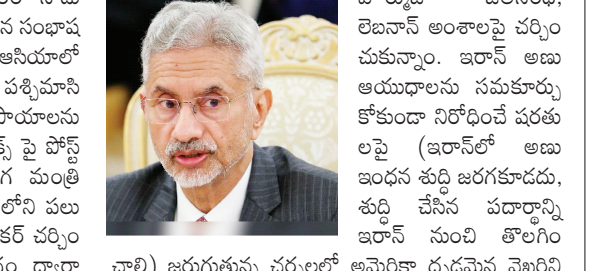 న సంభాష
ఆసియాలో
పశ్చిమాసి
పాయాలను
క్స్ పై పోస్ట్
గ మంత్రి
లోని పలు
కర్ చర్చిం
గం ద్వారా
లెబనాన్ అంశాలపై చర్చిం
చుకున్నాం. ఇరాన్ అణు
ఆయుధాలను సమకూర్చు
కోకుండా నిరోధించే షరతు
లపై (ఇరాన్‌లో అణు
ఇంధన శుద్ధి జరగకూడదు,
శుద్ధి చేసిన పదార్థాన్ని
ఇరాన్ నుంచి తొలగిం
చాలి) జరుగుతున్న చర్చలలో అమెరికా దృఢమైన వైఖరిని